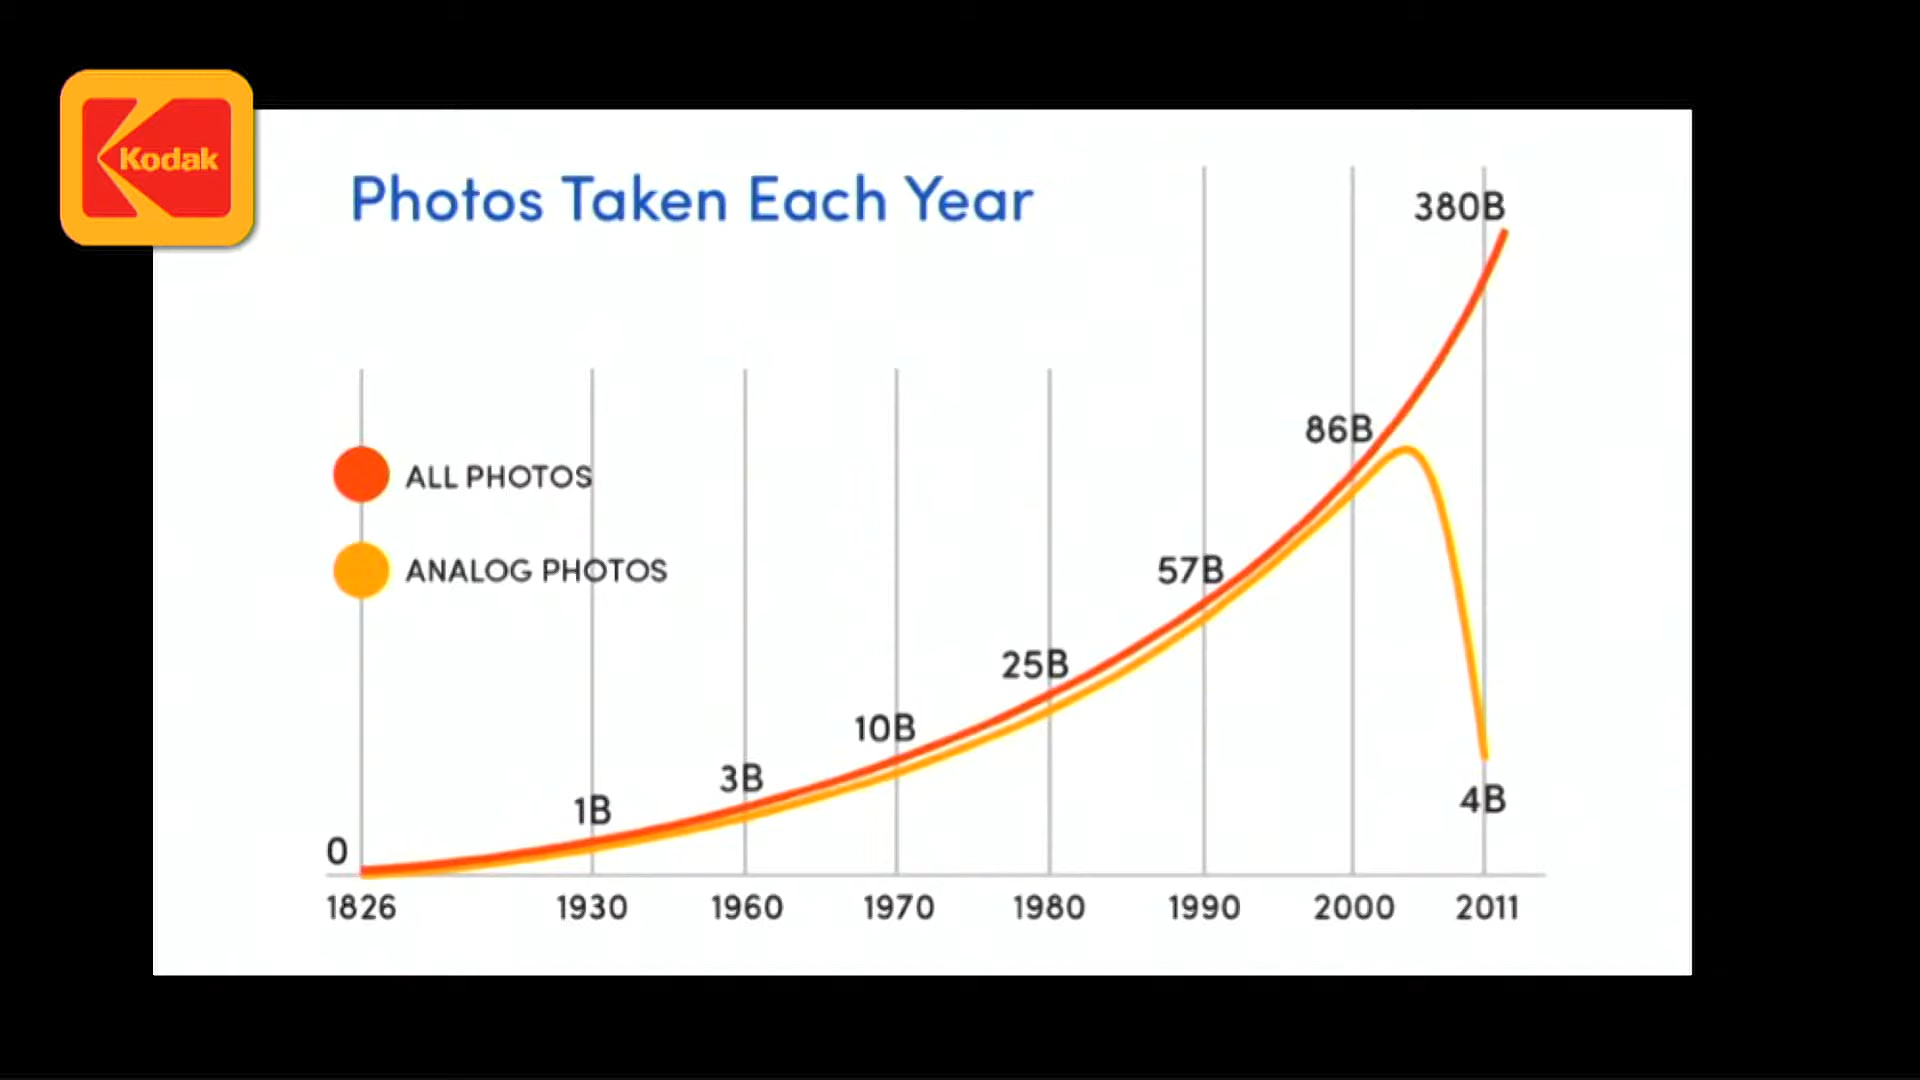 Kodak
Photos Taken Each Year
380B
86B
ALL PHOTOS
ANALOG PHOTOS
57B
25B
10B
3B
4B
1B
0
1826 1930 1960 1970 1980 1990 2000 2011